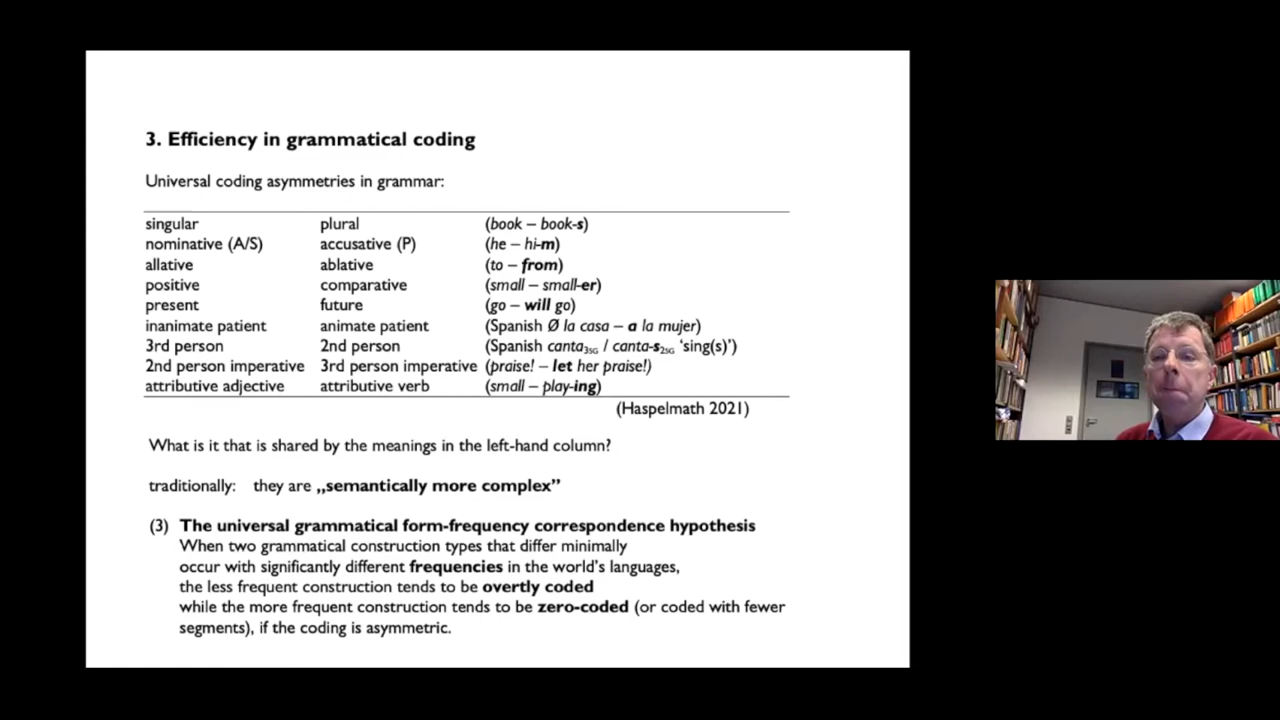 3. Efficiency in grammatical coding
Universal coding asymmetries in grammar:
singular plural (book – book-s)
nominative (A/S) accusative (P) (he – hi-m)
allative ablative (to – from)
positive comparative (small – small-er)
present future (go – will go)
inanimate patient animate patient (Spanish Ø la casa – a la mujer)
3rd person 2nd person (Spanish canta3SG / canta-s2SG ‘sing(s)’)
2nd person imperative 3rd person imperative (praise! – let her praise!)
attributive adjective attributive verb (small – play-ing)
(Haspelmath 2021)
What is it that is shared by the meanings in the left-hand column?
traditionally: they are „semantically more complex”
(3) The universal grammatical form-frequency correspondence hypothesis
When two grammatical construction types that differ minimally
occur with significantly different frequencies in the world’s languages,
the less frequent construction tends to be overtly coded
while the more frequent construction tends to be zero-coded (or coded with fewer
segments), if the coding is asymmetric.